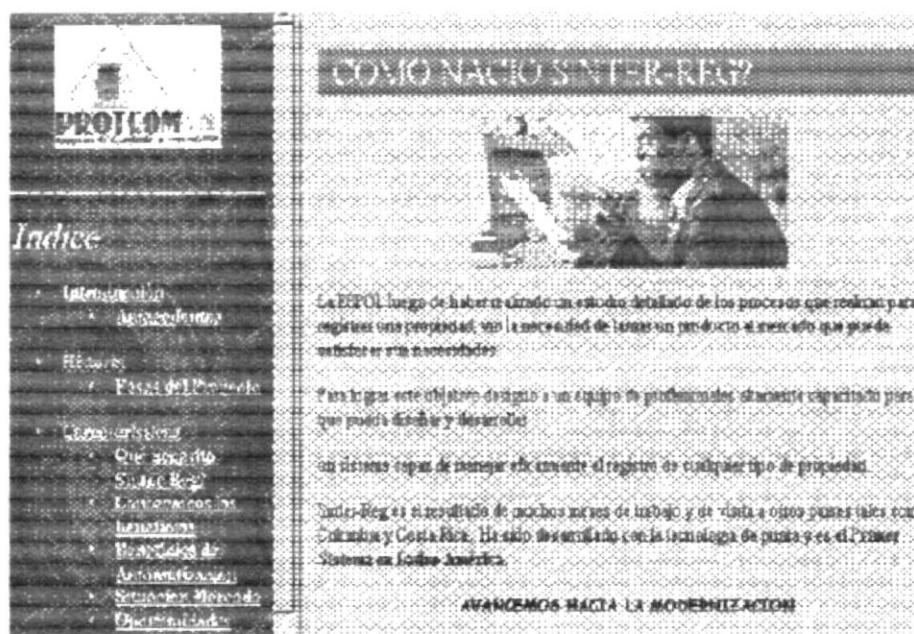 PROTCOM
Indice
Introducción
Antecedentes
Historia
Fases del Proyecto
Características
Que
Sinter-Reg
Beneficios de
Situación Mercado
Oportunidades
COMO NACIO SINTER-REG?
La ESPOL luego de haber realizado un estudio detallado de los procesos que realizan para
registrar una propiedad, vio la necesidad de lanzar un producto al mercado que pueda
satisfacer sus necesidades.
Para lograr este objetivo designó a un equipo de profesionales altamente capacitado para
que pueda diseñar y desarrollar
un sistema capaz de manejar eficazmente el registro de cualquier tipo de propiedad.
Sinter-Reg es el resultado de muchos meses de trabajo y de visita a otros países tales com
Colombia y Costa Rica. Ha sido desarrollado con la tecnología de punta y es el Primer
Sistema en América.
AVANCEMOS HACIA LA MODERNIZACION